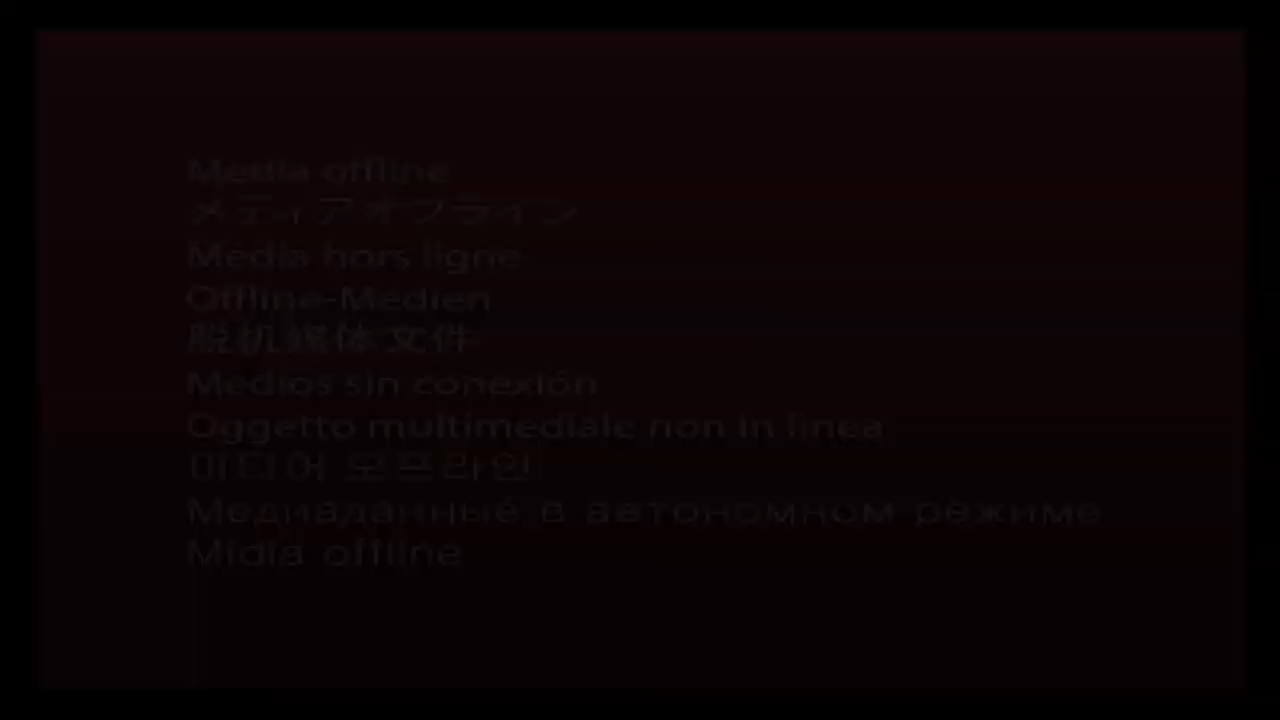 Media offline
メディアオフライン
Média hors ligne
Offline-Medien
脱机媒体文件
Medios sin conexión
Oggetto multimediale non in linea
미디어 오프라인
Медиаданные в автономном режиме
Mídia offline